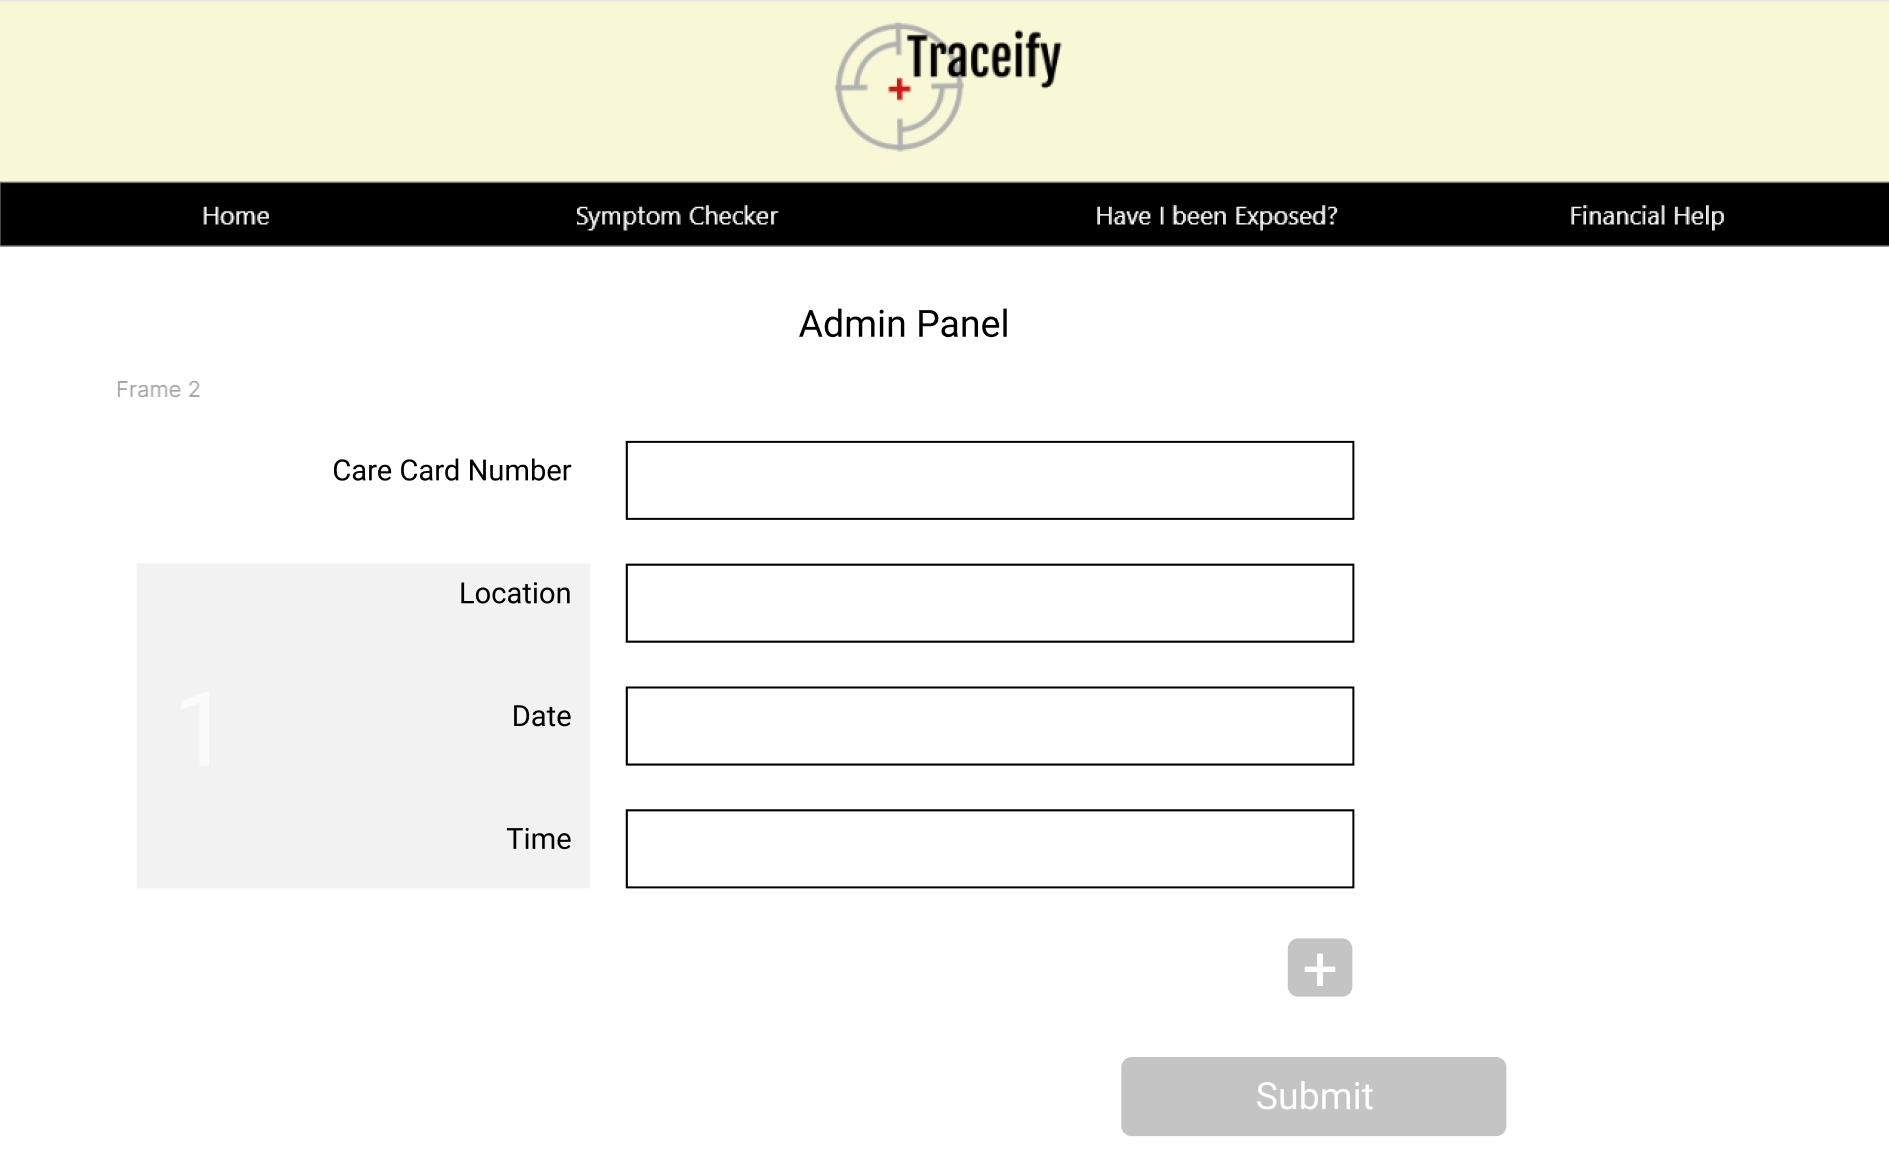 Traceify
Home Symptom Checker Have I been Exposed? Financial Help
Admin Panel
Frame 2
Care Card Number
Location
1
Date
Time
+
Submit